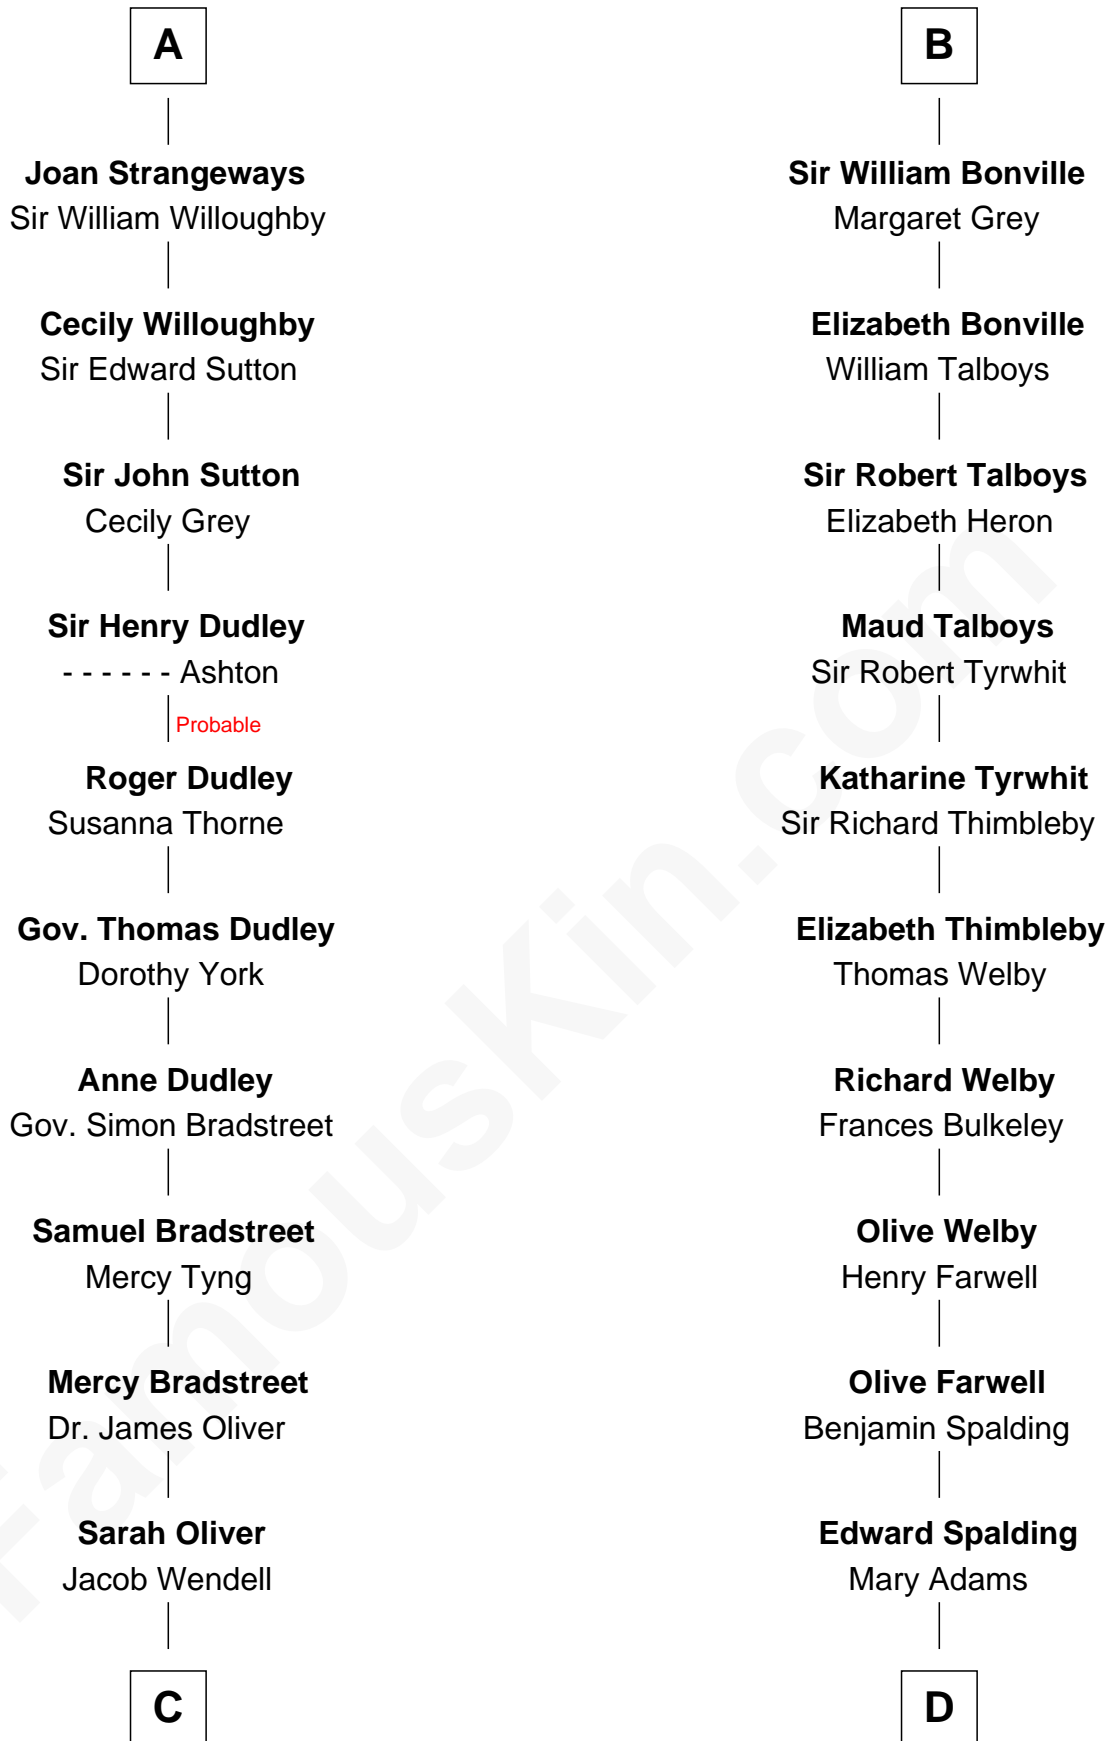 A
Joan Strangeways
Sir William Willoughby
Cecily Willoughby
Sir Edward Sutton
Sir John Sutton
Cecily Grey
Sir Henry Dudley
- - - - - - Ashton
Probable
Roger Dudley
Susanna Thorne
Gov. Thomas Dudley
Dorothy York
Anne Dudley
Gov. Simon Bradstreet
Samuel Bradstreet
Mercy Tyng
Mercy Bradstreet
Dr. James Oliver
Sarah Oliver
Jacob Wendell
C
B
Sir William Bonville
Margaret Grey
Elizabeth Bonville
William Talboys
Sir Robert Talboys
Elizabeth Heron
Maud Talboys
Sir Robert Tyrwhit
Katharine Tyrwhit
Sir Richard Thimbleby
Elizabeth Thimbleby
Thomas Welby
Richard Welby
Frances Bulkeley
Olive Welby
Henry Farwell
Olive Farwell
Benjamin Spalding
Edward Spalding
Mary Adams
D
FamousKin.com